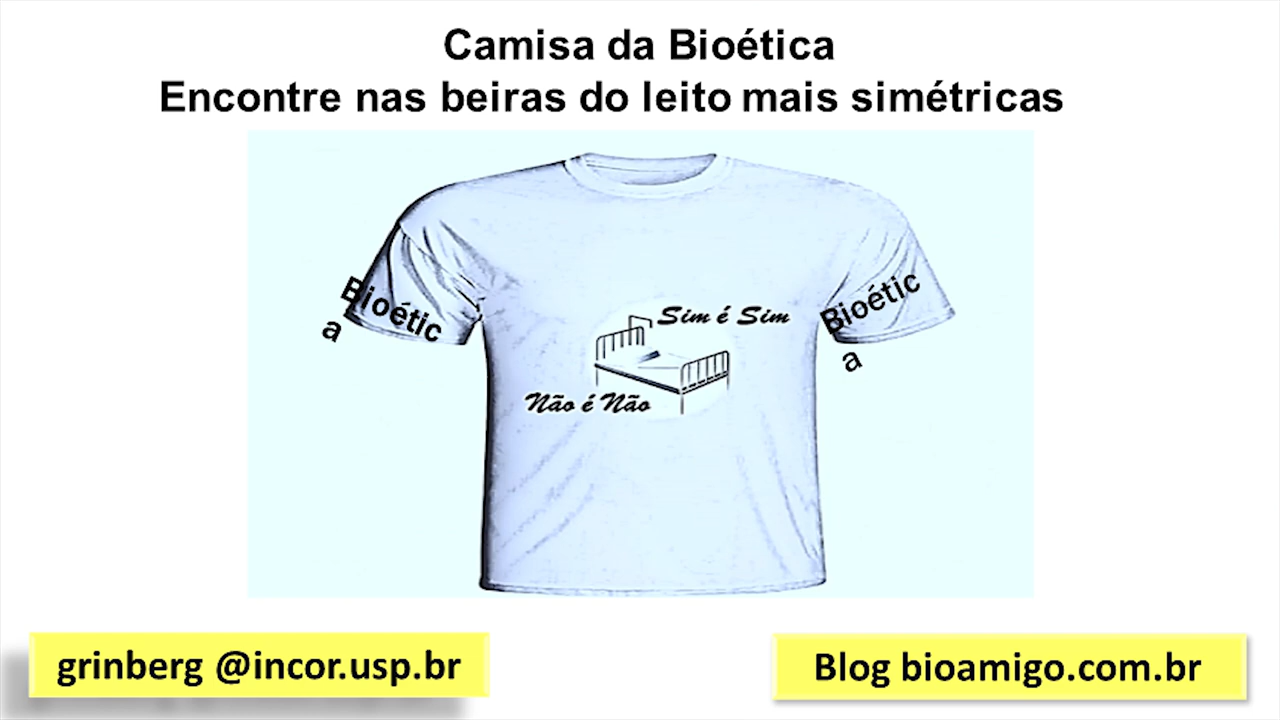 Camisa da Bioética
Encontre nas beiras do leito mais simétricas
Bioétic
a
Bioétic
a
Sim é Sim
Não é Não
grinberg @incor.usp.br
Blog bioamigo.com.br